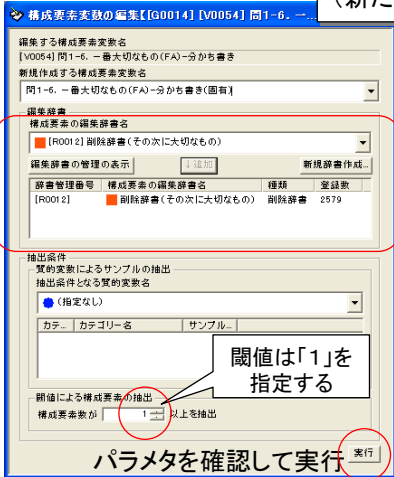 (新た
構成要素変数の編集【[G0014] [V0054] 問1-6. 一...
編集する構成要素変数名
[V0054] 問1-6. 一番大切なもの(FA)-分かち書き
新規作成する構成要素変数名
問1-6. 一番大切なもの(FA)-分かち書き(固有)
編集辞書
構成要素の編集辞書名
[R0012] 削除辞書(その次に大切なもの)
編集辞書の管理の表示 ↓追加 新規辞書作成...
辞書管理番号 構成要素の編集辞書名 種類 登録数
[R0012] 削除辞書(その次に大切なもの) 削除辞書 2579
抽出条件
質的変数によるサンプルの抽出
抽出条件となる質的変数名
(指定なし)
カテ... カテゴリー名 サンプル...
閾値は「1」を
指定する
閾値による構成要素の抽出
構成要素数が 1 以上を抽出
パラメタを確認して実行 実行